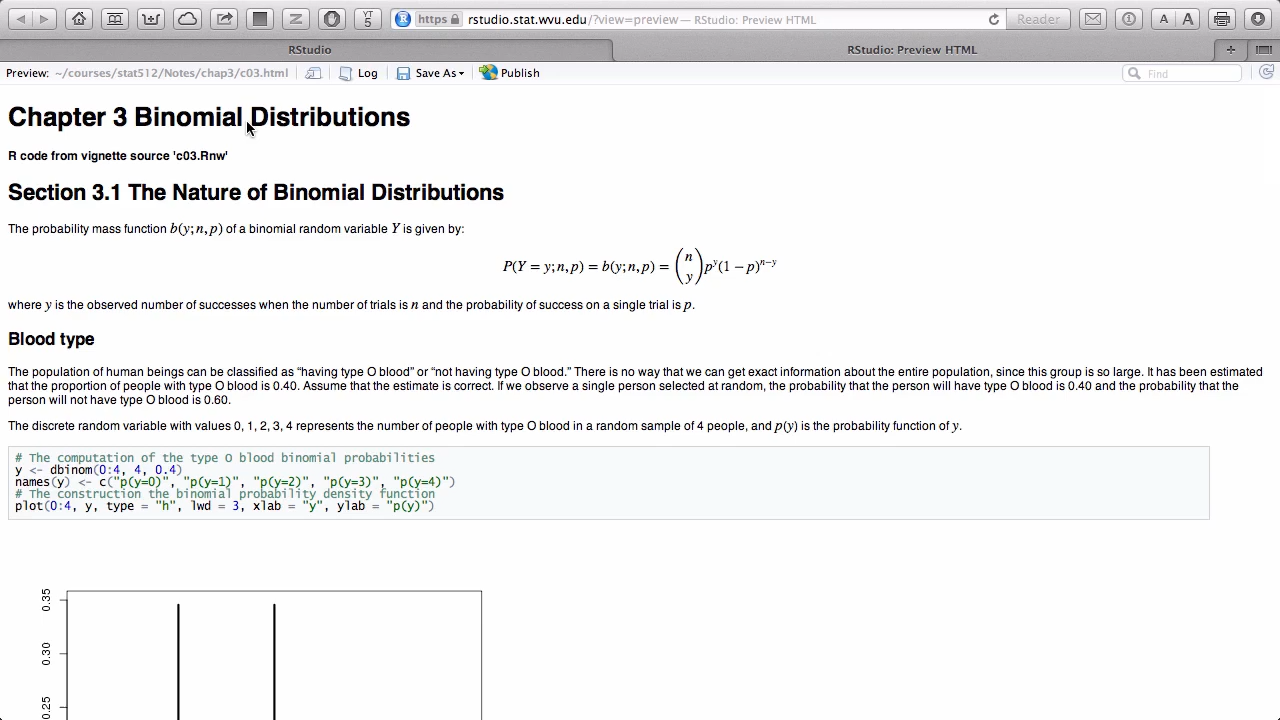 YT
5
https
rstudio.stat.wvu.edu/?view=preview — RStudio: Preview HTML
Reader
A A
RStudio
RStudio: Preview HTML
+
Preview: ~/courses/stat512/Notes/chap3/c03.html
Log
Save As
Publish
Find
Chapter 3 Binomial Distributions
R code from vignette source 'c03.Rnw'
Section 3.1 The Nature of Binomial Distributions
The probability mass function b(y; n, p) of a binomial random variable Y is given by:
P(Y = y; n, p) = b(y; n, p) = (n y) p^y (1 − p)^{n−y}
where y is the observed number of successes when the number of trials is n and the probability of success on a single trial is p.
Blood type
The population of human beings can be classified as “having type O blood” or “not having type O blood.” There is no way that we can get exact information about the entire population, since this group is so large. It has been estimated
that the proportion of people with type O blood is 0.40. Assume that the estimate is correct. If we observe a single person selected at random, the probability that the person will have type O blood is 0.40 and the probability that the
person will not have type O blood is 0.60.
The discrete random variable with values 0, 1, 2, 3, 4 represents the number of people with type O blood in a random sample of 4 people, and p(y) is the probability function of y.
# The computation of the type O blood binomial probabilities
y <- dbinom(0:4, 4, 0.4)
names(y) <- c("p(y=0)", "p(y=1)", "p(y=2)", "p(y=3)", "p(y=4)")
# The construction the binomial probability density function
plot(0:4, y, type = "h", lwd = 3, xlab = "y", ylab = "p(y)")
0.35
0.30
0.25